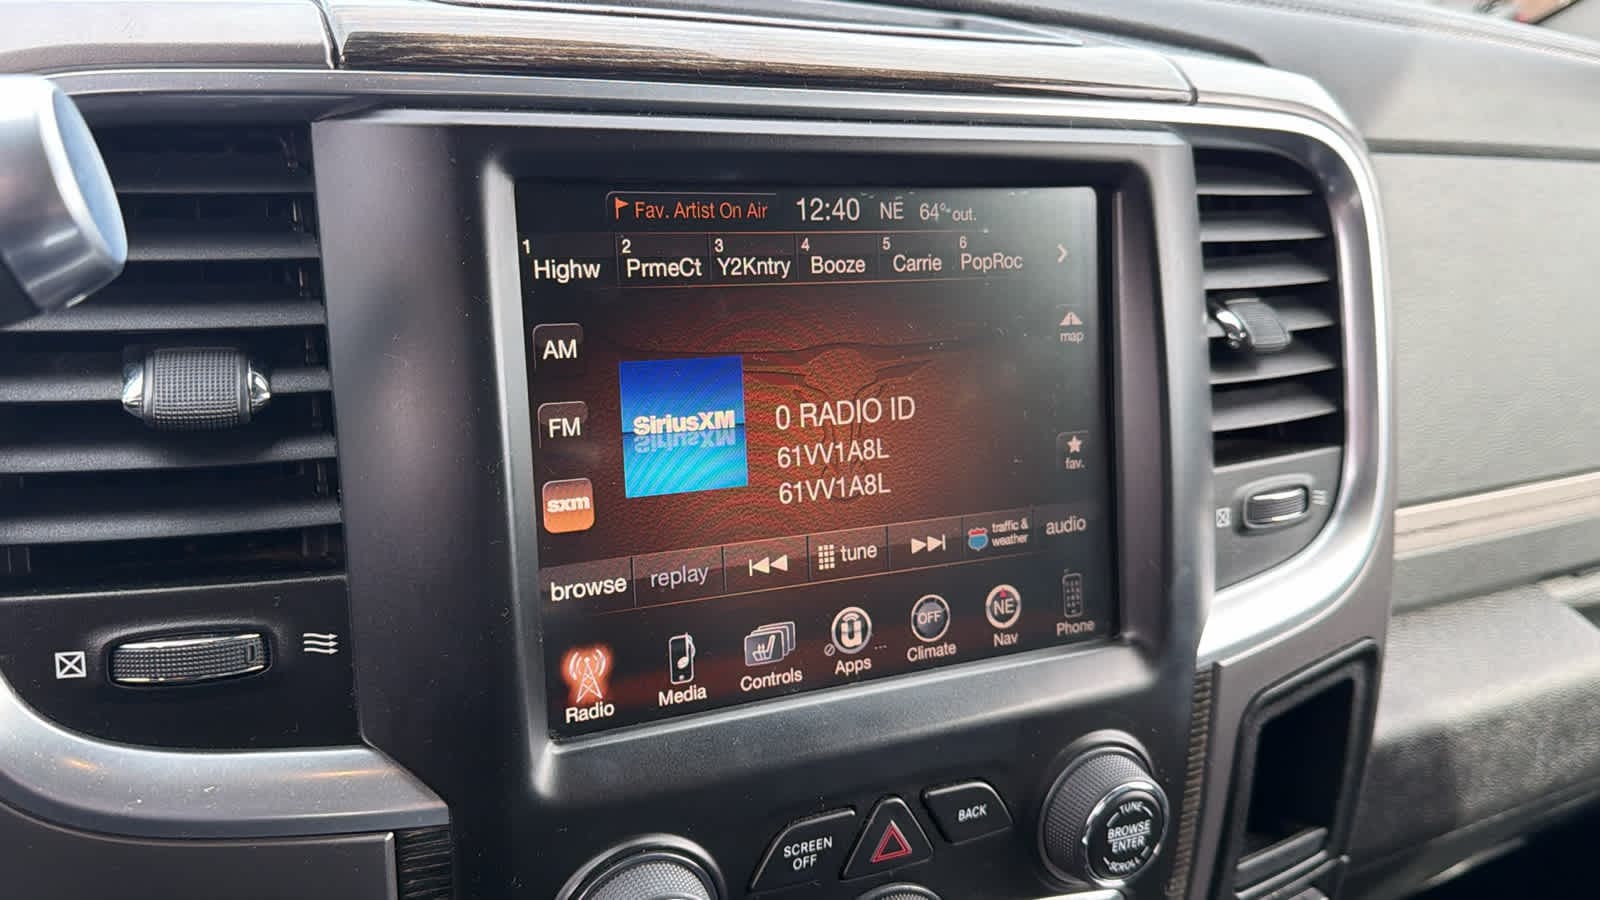 Fav. Artist On Air 12:40 NE 64° out.
1 Highw 2 PrmeCt 3 Y2Kntry 4 Booze 5 Carrie 6 PopRoc
map
AM
SiriusXM
0 RADIO ID
61VV1A8L
61VV1A8L
FM
fav.
sxm
browse replay tune traffic & weather audio
Radio Media Controls Apps OFF Climate NE Nav Phone
SCREEN OFF
BACK
TUNE
BROWSE
ENTER
SCROLL